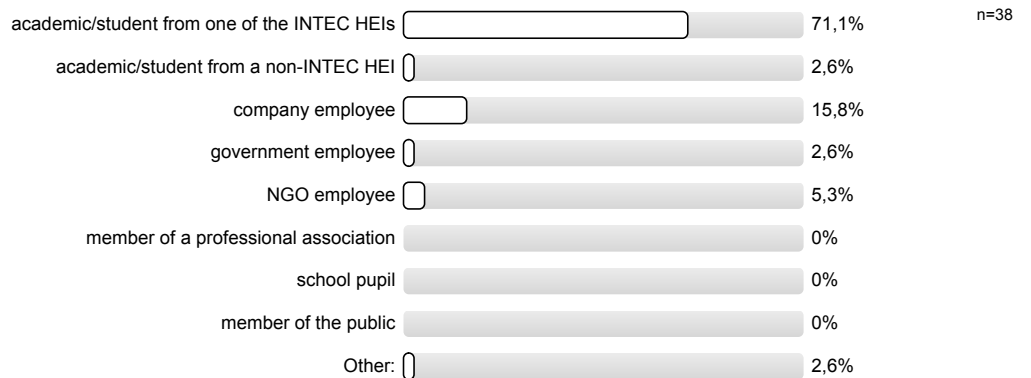 academic/student from one of the INTEC HEIs 71,1% n=38
academic/student from a non-INTEC HEI 2,6%
company employee 15,8%
government employee 2,6%
NGO employee 5,3%
member of a professional association 0%
school pupil 0%
member of the public 0%
Other: 2,6%